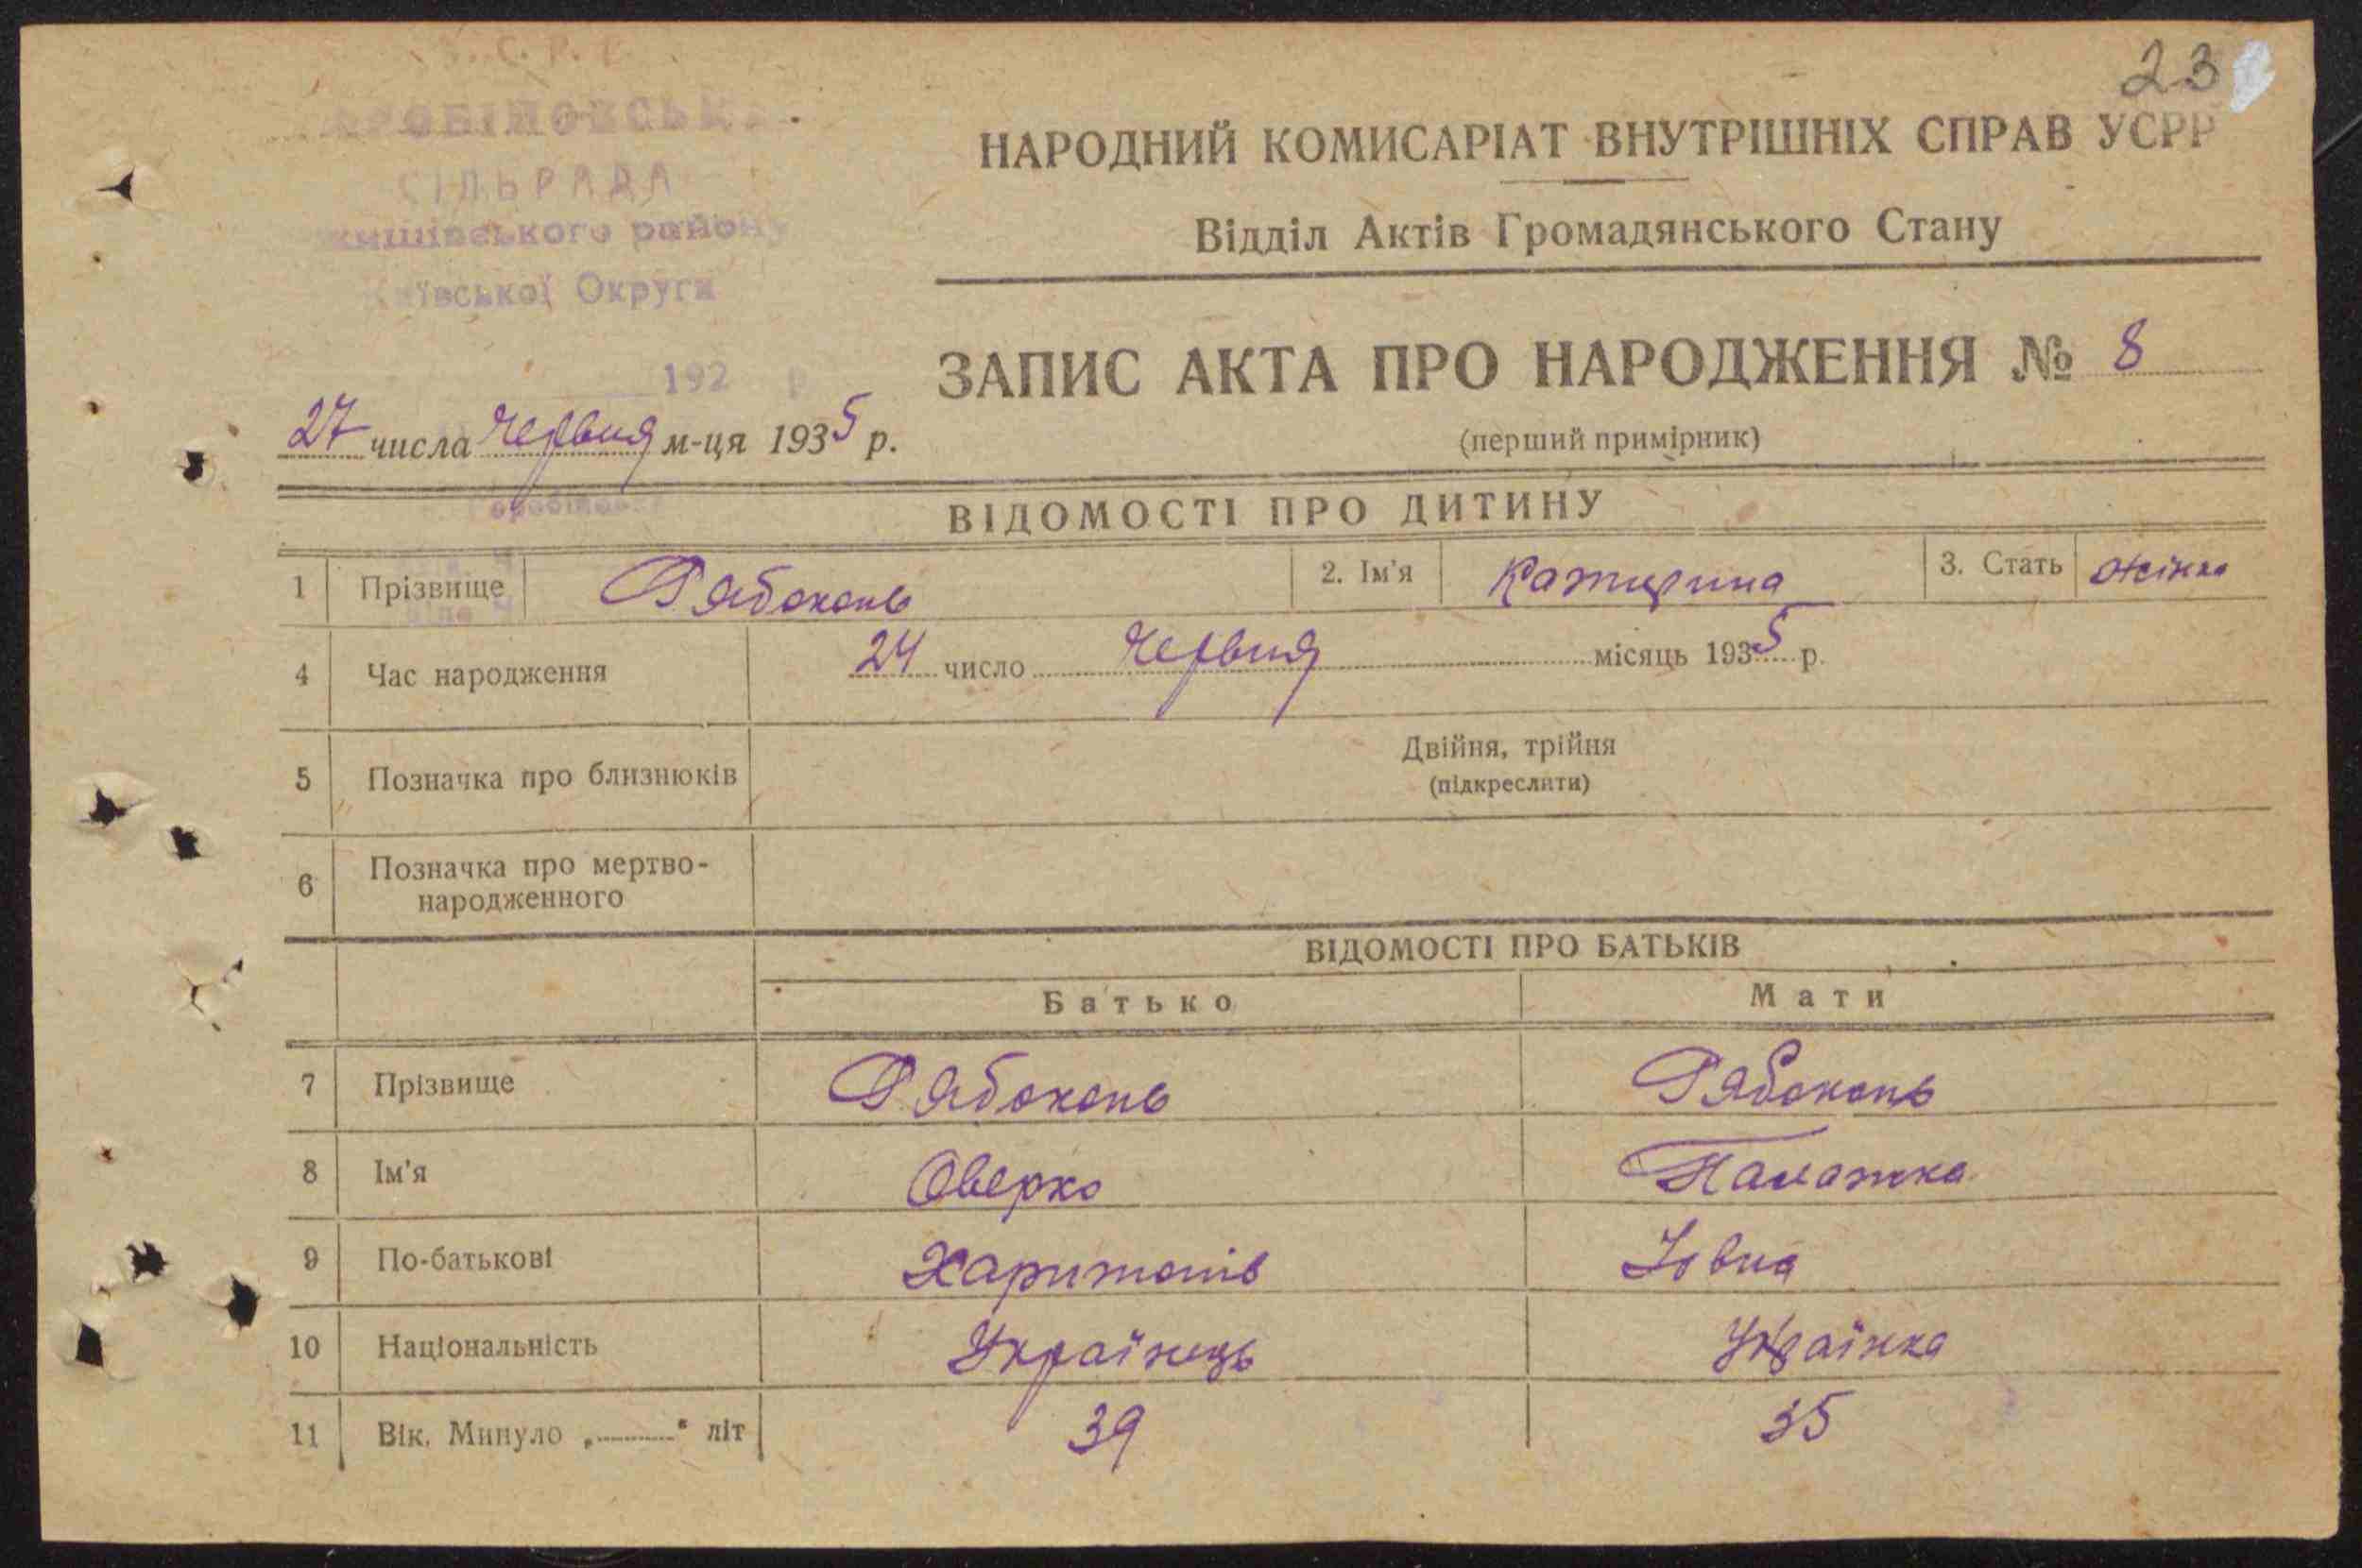 23
НАРОДНИЙ КОМИСАРІАТ ВНУТРІШНІХ СПРАВ УСРР
СІЛЬРАДА
Відділ Актів Громадянського Стану
району
Київської Округи
ЗАПИС АКТА ПРО НАРОДЖЕННЯ № 8
192 р
27 числа Червня м-ця 1935 р.
(перший примірник)
ВІДОМОСТІ ПРО ДИТИНУ
1 Прізвище Рябоконь 2. Ім'я Катирина 3. Стать жінка
4 Час народження 24 число Червня місяць 1935 р.
5 Позначка про близнюків Двійня, трійня
(підкреслити)
6 Позначка про мертво-
народженного
ВІДОМОСТІ ПРО БАТЬКІВ
Батько Мати
7 Прізвище Рябоконь Рябоконь
8 Ім'я Оверко Палажка
9 По-батькові Харитонів Іовна
10 Національність Українець Українка
11 Вік. Минуло „ " літ 39 35